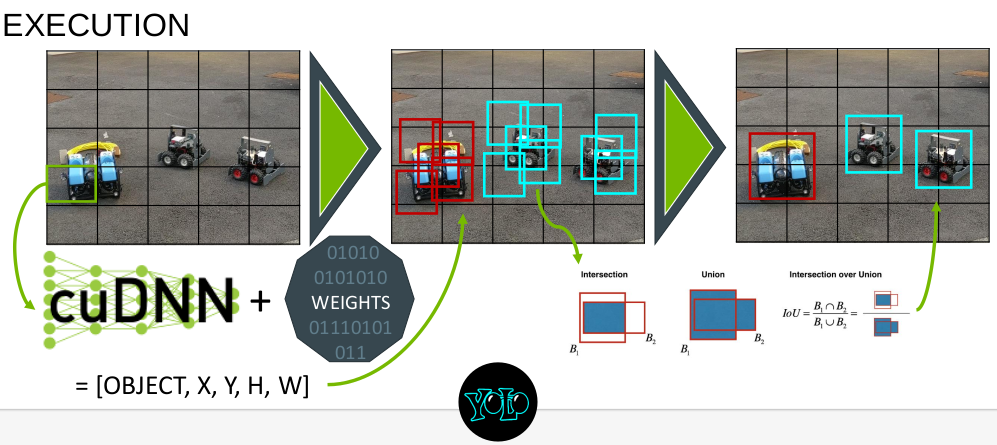 EXECUTION
cuDNN +
01010
0101010
WEIGHTS
01110101
011
= [OBJECT, X, Y, H, W]
Intersection
B₁
B₂
Union
B₁
B₂
Intersection over Union
IoU = B₁ ∩ B₂ / B₁ ∪ B₂ =
YOLO